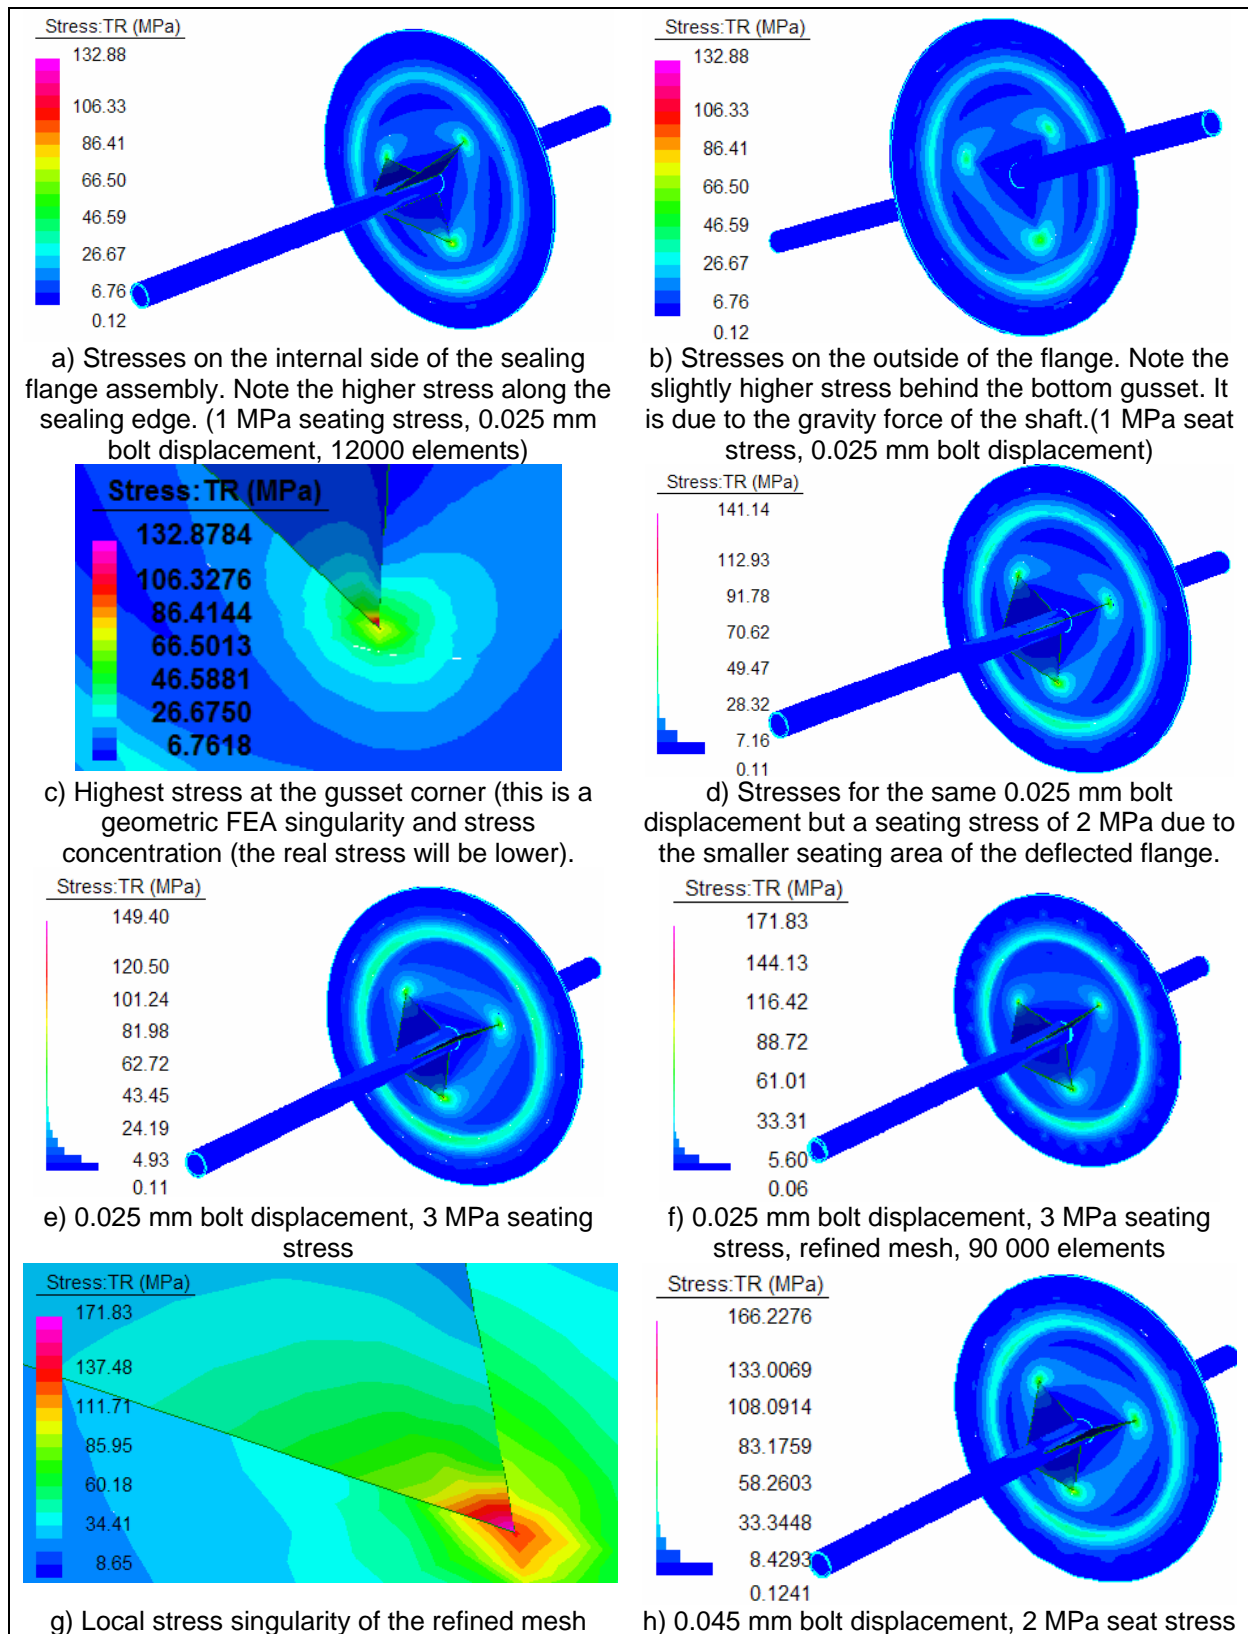 Stress:TR (MPa)
132.88
106.33
86.41
66.50
46.59
26.67
6.76
0.12
a) Stresses on the internal side of the sealing
flange assembly. Note the higher stress along the
sealing edge. (1 MPa seating stress, 0.025 mm
bolt displacement, 12000 elements)
Stress:TR (MPa)
132.88
106.33
86.41
66.50
46.59
26.67
6.76
0.12
b) Stresses on the outside of the flange. Note the
slightly higher stress behind the bottom gusset. It
is due to the gravity force of the shaft.(1 MPa seat
stress, 0.025 mm bolt displacement)
Stress:TR (MPa)
132.8784
106.3276
86.4144
66.5013
46.5881
26.6750
6.7618
c) Highest stress at the gusset corner (this is a
geometric FEA singularity and stress
concentration (the real stress will be lower).
Stress:TR (MPa)
141.14
112.93
91.78
70.62
49.47
28.32
7.16
0.11
d) Stresses for the same 0.025 mm bolt
displacement but a seating stress of 2 MPa due to
the smaller seating area of the deflected flange.
Stress:TR (MPa)
149.40
120.50
101.24
81.98
62.72
43.45
24.19
4.93
0.11
e) 0.025 mm bolt displacement, 3 MPa seating
stress
Stress:TR (MPa)
171.83
144.13
116.42
88.72
61.01
33.31
5.60
0.06
f) 0.025 mm bolt displacement, 3 MPa seating
stress, refined mesh, 90 000 elements
Stress:TR (MPa)
171.83
137.48
111.71
85.95
60.18
34.41
8.65
g) Local stress singularity of the refined mesh
Stress:TR (MPa)
166.2276
133.0069
108.0914
83.1759
58.2603
33.3448
8.4293
0.1241
h) 0.045 mm bolt displacement, 2 MPa seat stress